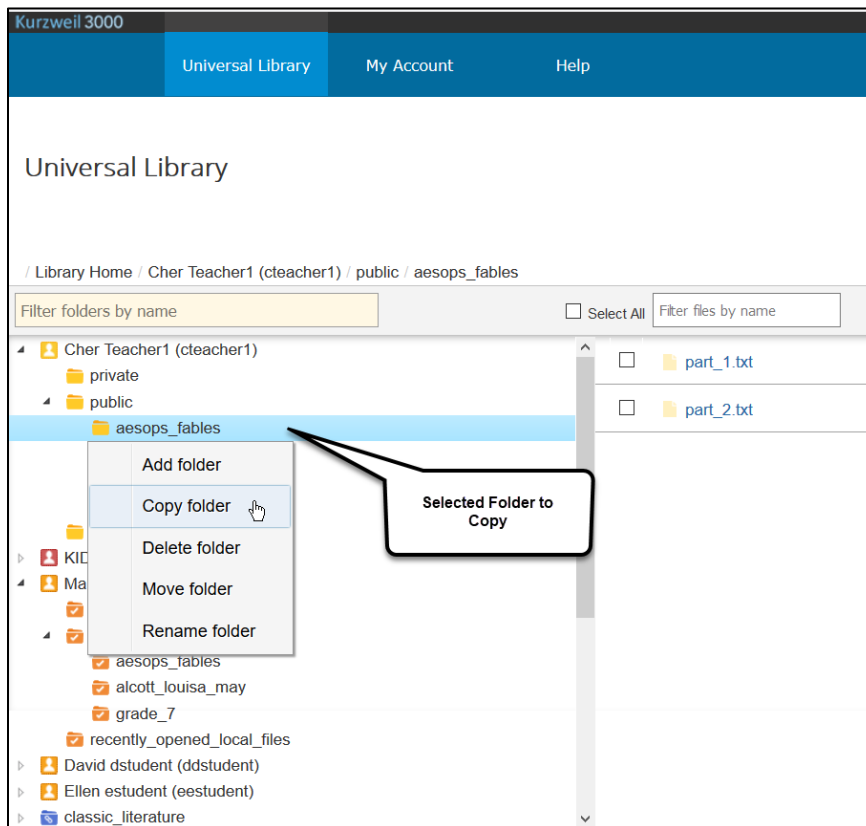 Kurzweil 3000
Universal Library My Account Help
Universal Library
/ Library Home / Cher Teacher1 (cteacher1) / public / aesops_fables
Filter folders by name
Select All
Filter files by name
Cher Teacher1 (cteacher1)
private
public
aesops_fables
Add folder
Copy folder
Delete folder
Move folder
Rename folder
KID
Ma
aesops_fables
alcott_louisa_may
grade_7
recently_opened_local_files
David dstudent (ddstudent)
Ellen estudent (eestudent)
classic_literature
Selected Folder to
Copy
part_1.txt
part_2.txt